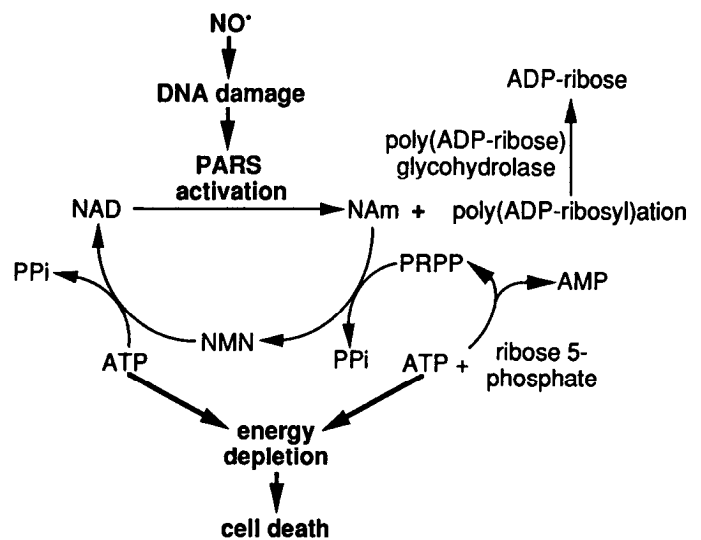 NO•
DNA damage
ADP-ribose
PARS
activation
poly(ADP-ribose)
glycohydrolase
NAD
NAm +
poly(ADP-ribosyl)ation
PPi
PRPP
AMP
NMN
ATP
PPi
ATP +
ribose 5-
phosphate
energy
depletion
cell death